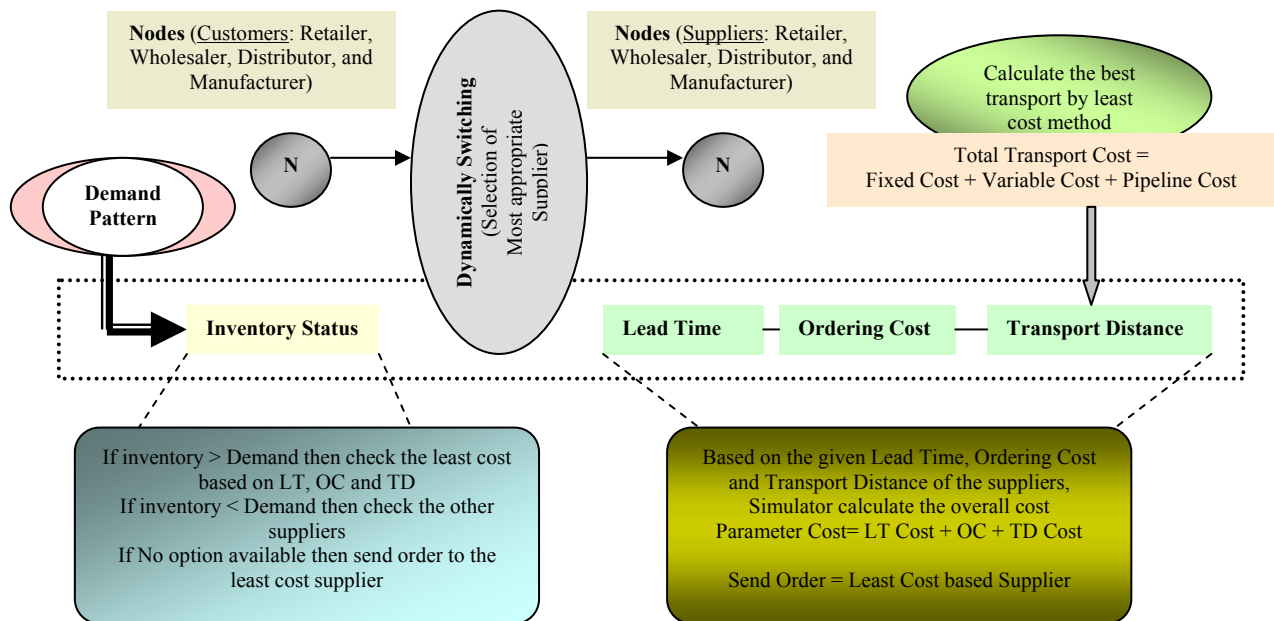 Nodes (Customers: Retailer,
Wholesaler, Distributor, and
Manufacturer)
Nodes (Suppliers: Retailer,
Wholesaler, Distributor, and
Manufacturer)
Calculate the best
transport by least
cost method
Total Transport Cost =
Fixed Cost + Variable Cost + Pipeline Cost
N
Dynamically Switching
(Selection of
Most appropriate
Supplier)
N
Demand
Pattern
Inventory Status
Lead Time
Ordering Cost
Transport Distance
If inventory > Demand then check the least cost
based on LT, OC and TD
If inventory < Demand then check the other
suppliers
If No option available then send order to the
least cost supplier
Based on the given Lead Time, Ordering Cost
and Transport Distance of the suppliers,
Simulator calculate the overall cost
Parameter Cost= LT Cost + OC + TD Cost
Send Order = Least Cost based Supplier